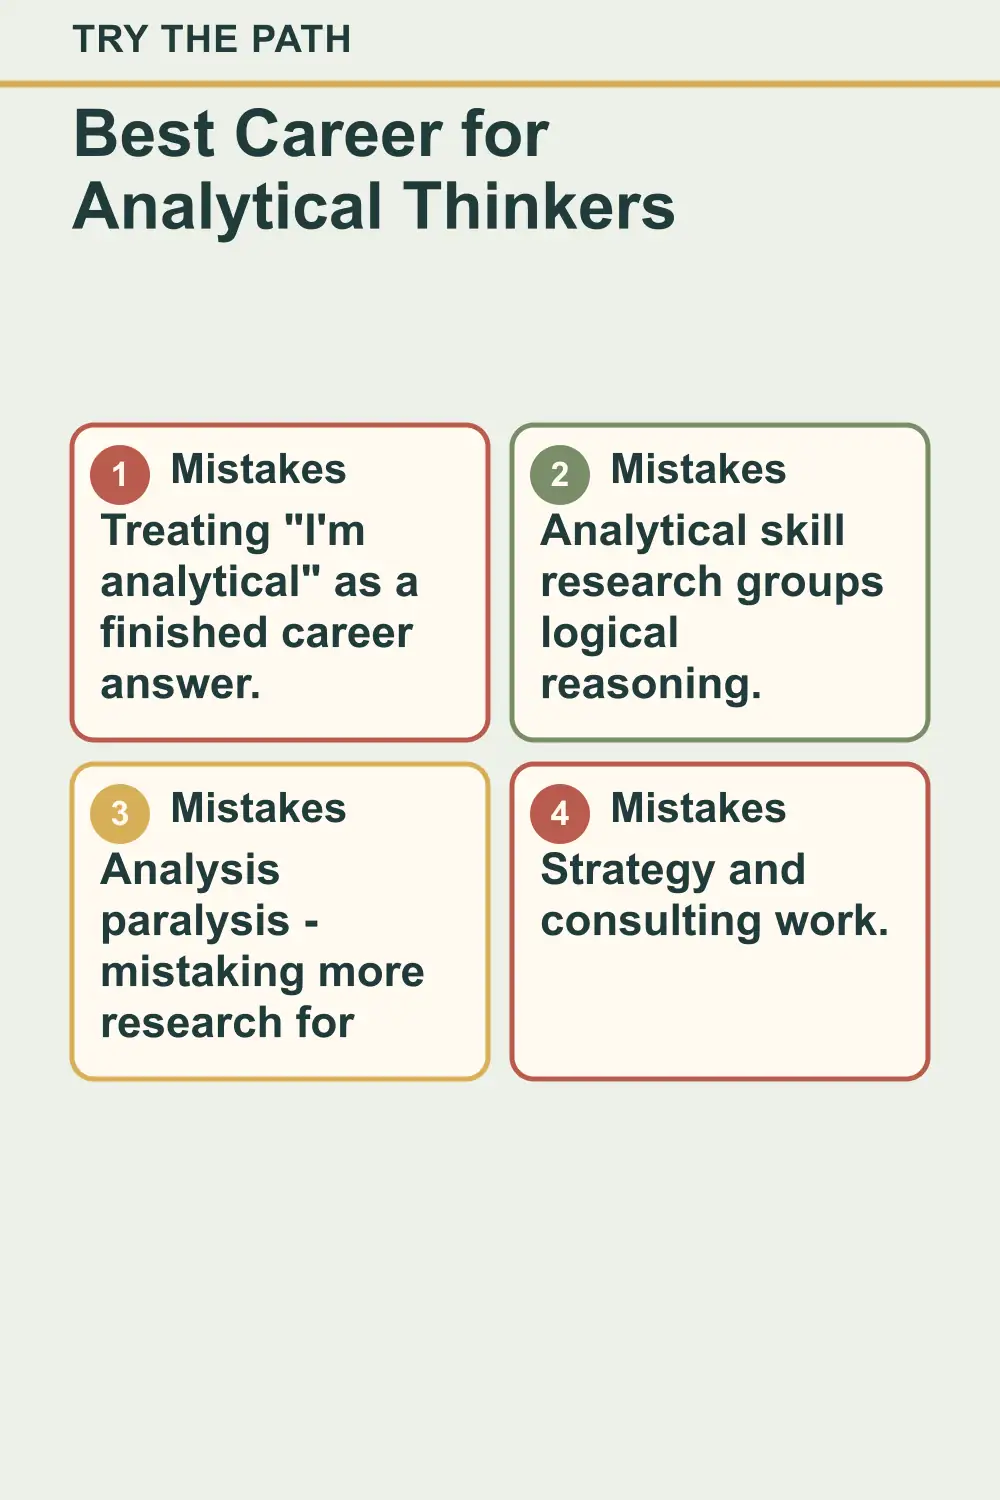 TRY THE PATH
Best Career for
Analytical Thinkers
1 Mistakes
Treating "I'm
analytical" as a
finished career
answer.
2 Mistakes
Analytical skill
research groups
logical
reasoning.
3 Mistakes
Analysis
paralysis -
mistaking more
research for
4 Mistakes
Strategy and
consulting work.